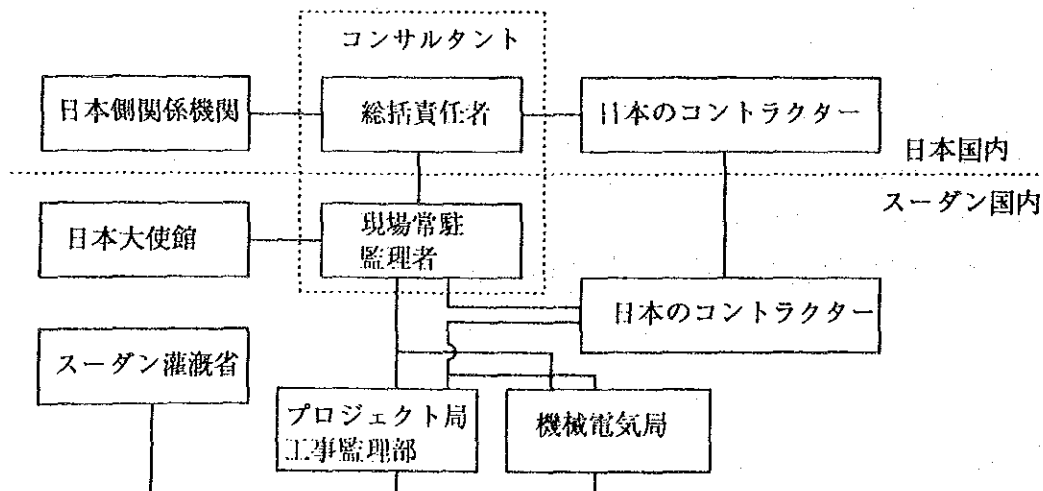 コンサルタント
日本側関係機関
総括責任者
日本のコントラクター
日本国内
スーダン国内
日本大使館
現場常駐
監理者
日本のコントラクター
スーダン灌漑省
プロジェクト局
工事監理部
機械電気局